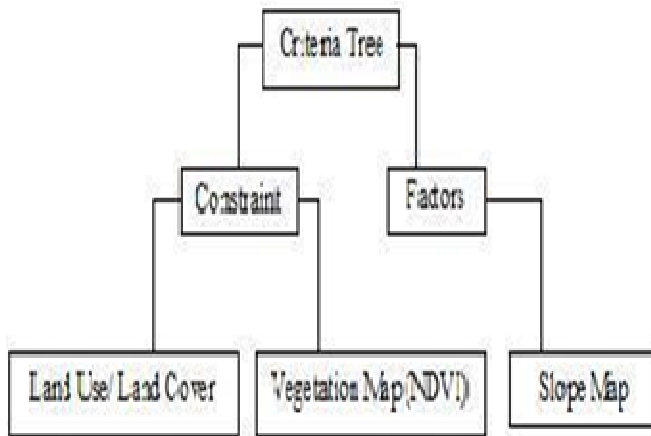 Criteria Tree
Constraint
Factors
Land Use/ Land Cover
Vegetation Map (NDVI)
Slope Map